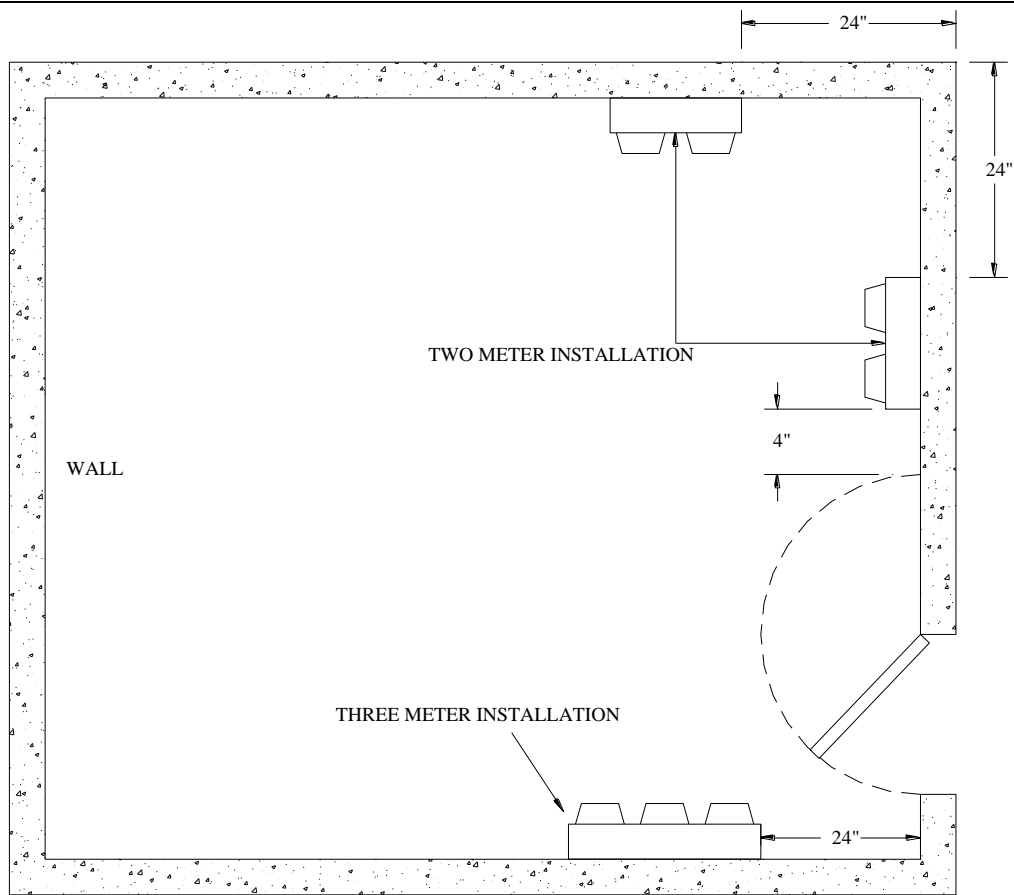 24"
24"
TWO METER INSTALLATION
4"
WALL
THREE METER INSTALLATION
24"